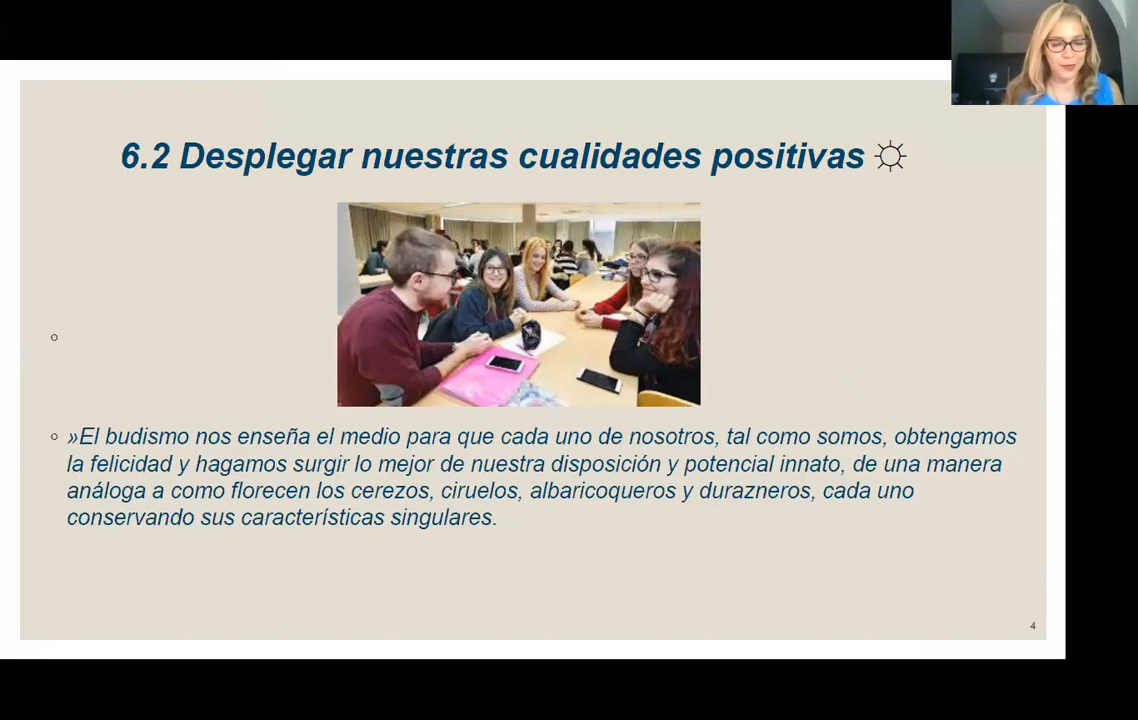 6.2 Desplegar nuestras cualidades positivas
»El budismo nos enseña el medio para que cada uno de nosotros, tal como somos, obtengamos
la felicidad y hagamos surgir lo mejor de nuestra disposición y potencial innato, de una manera
análoga a como florecen los cerezos, ciruelos, albaricoqueros y durazneros, cada uno
conservando sus características singulares.
4